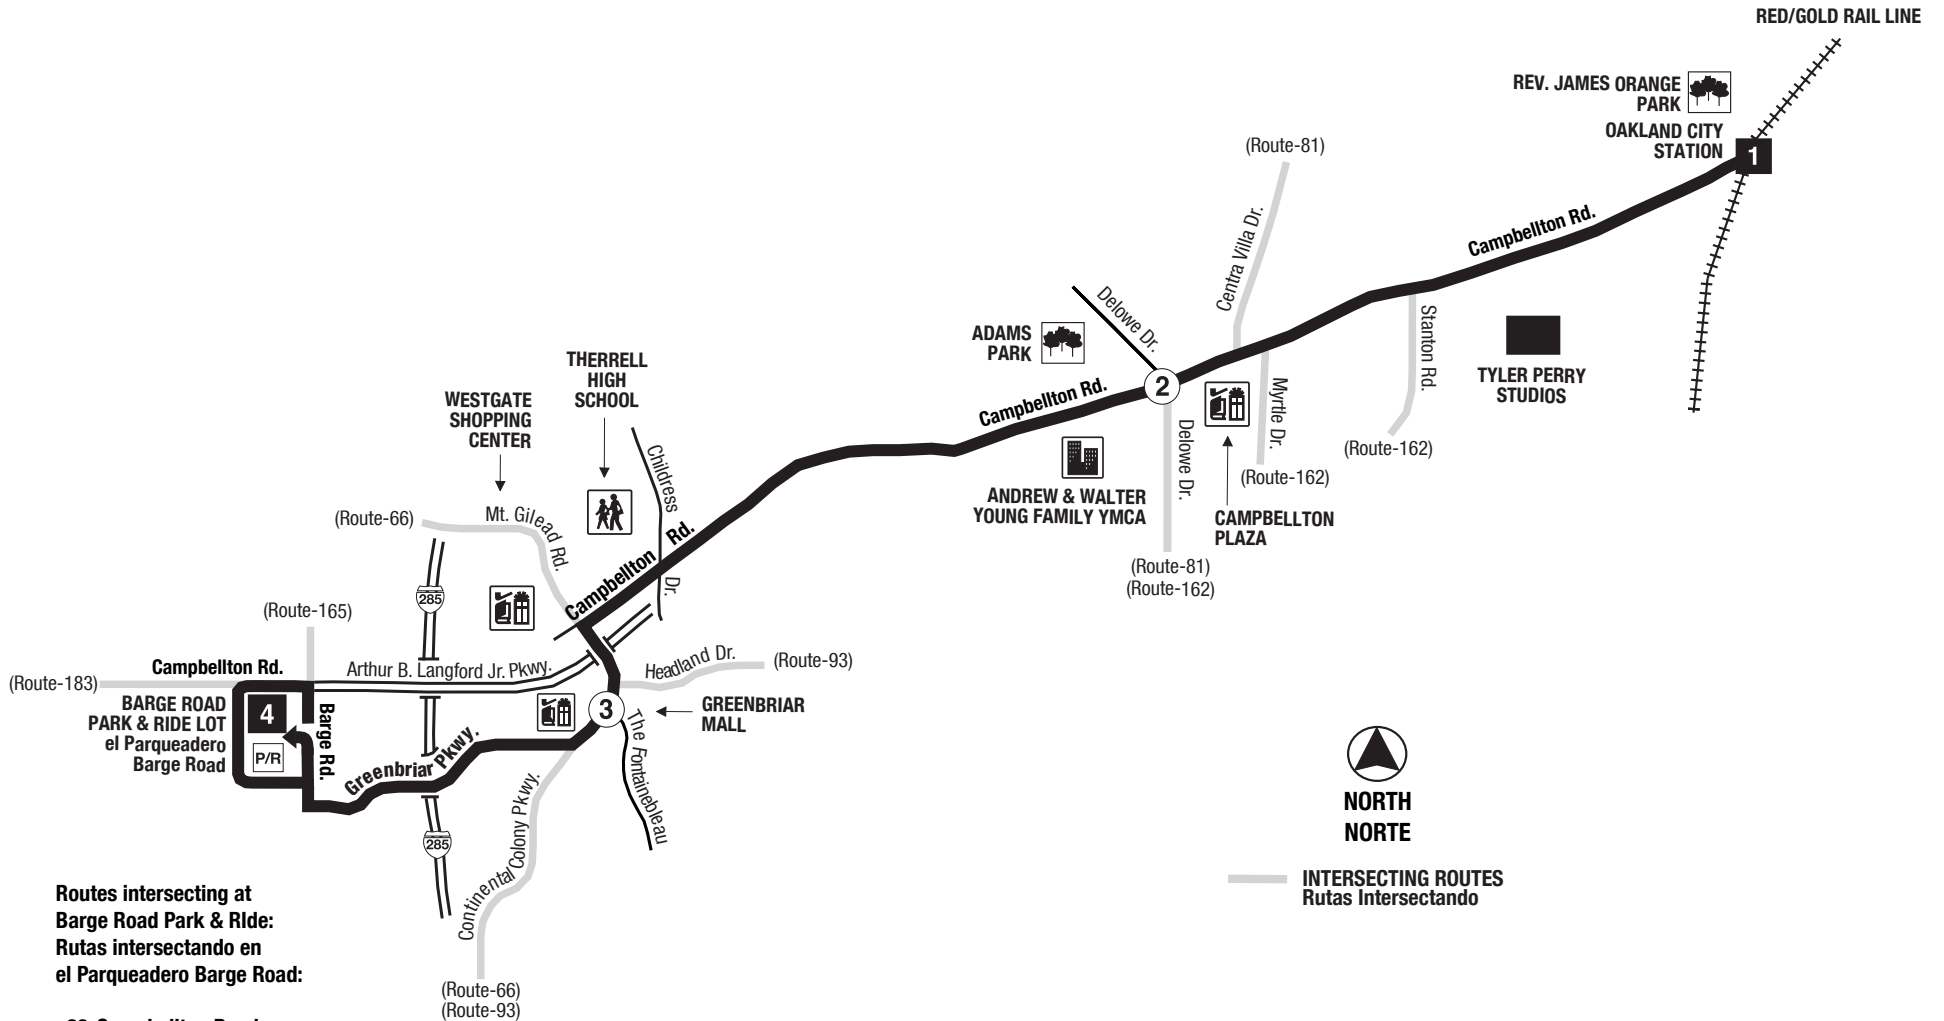 RED/GOLD RAIL LINE
REV. JAMES ORANGE
PARK
OAKLAND CITY
STATION
1
(Route-81)
Campbellton Rd.
Centra Villa Dr.
Delowe Dr.
ADAMS
PARK
Stanton Rd.
TYLER PERRY
STUDIOS
THERRELL
HIGH
SCHOOL
WESTGATE
SHOPPING
CENTER
2
Campbellton Rd.
Myrtle Dr.
Delowe Dr.
(Route-162)
(Route-162)
Childress Dr.
ANDREW & WALTER
YOUNG FAMILY YMCA
CAMPBELLTON
PLAZA
(Route-66)
Mt. Gilead Rd.
Campbellton Rd.
(Route-81)
(Route-162)
285
(Route-165)
Campbellton Rd.
Arthur B. Langford Jr. Pkwy.
Headland Dr.
(Route-93)
(Route-183)
BARGE ROAD
PARK & RIDE LOT
el Parqueadero
Barge Road
4
P/R
Barge Rd.
3
GREENBRIAR
MALL
Greenbriar Pkwy.
The Fontainebleau
Continental Colony Pkwy.
285
NORTH
NORTE
INTERSECTING ROUTES
Rutas Intersectando
Routes intersecting at
Barge Road Park & RIde:
Rutas intersectando en
el Parqueadero Barge Road:
(Route-66)
(Route-93)